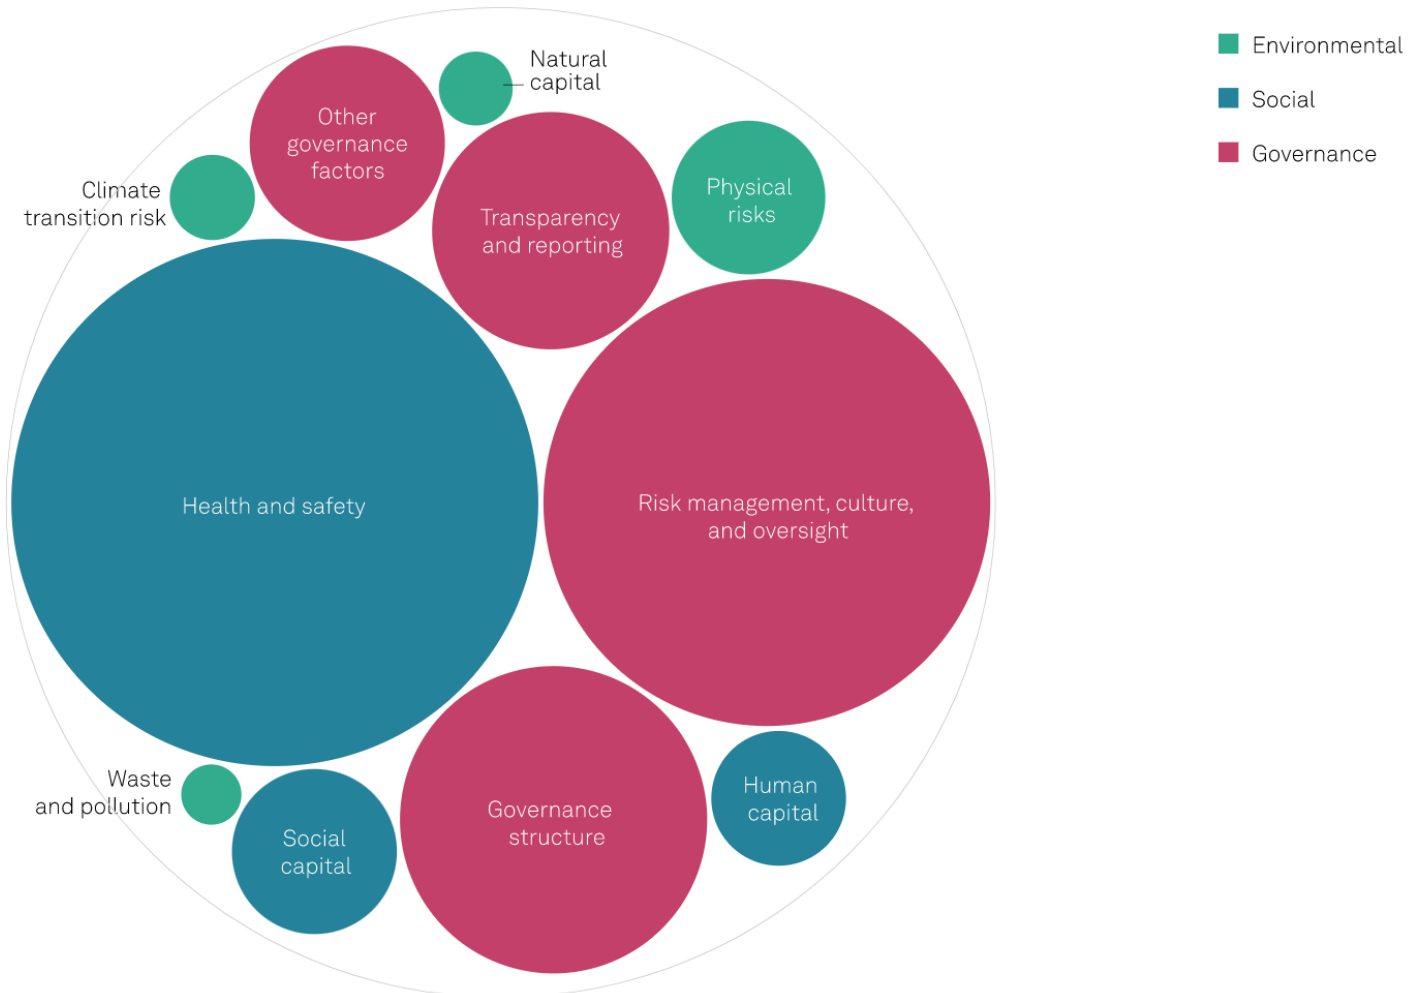 Natural
capital
Environmental
Social
Governance
Other
governance
factors
Climate
transition risk
Physical
risks
Transparency
and reporting
Health and safety
Risk management, culture,
and oversight
Waste
and pollution
Social
capital
Governance
structure
Human
capital